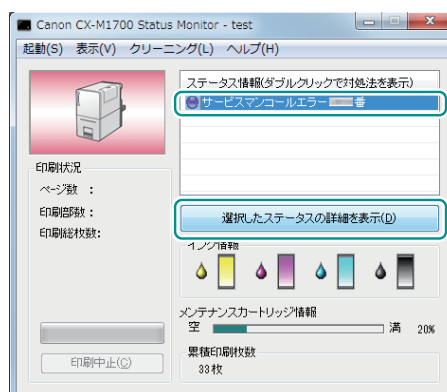 Canon CX-M1700 Status Monitor - test
起動(S) 表示(V) クリーニング(L) ヘルプ(H)
ステータス情報(ダブルクリックで対処法を表示)
サービスマンコールエラー 番
選択したステータスの詳細を表示(D)
印刷状況
ページ数 :
印刷部数 :
印刷総枚数:
インク情報
メンテナンスカートリッジ情報
空 満 20%
印刷中止(C)
累積印刷枚数
33枚